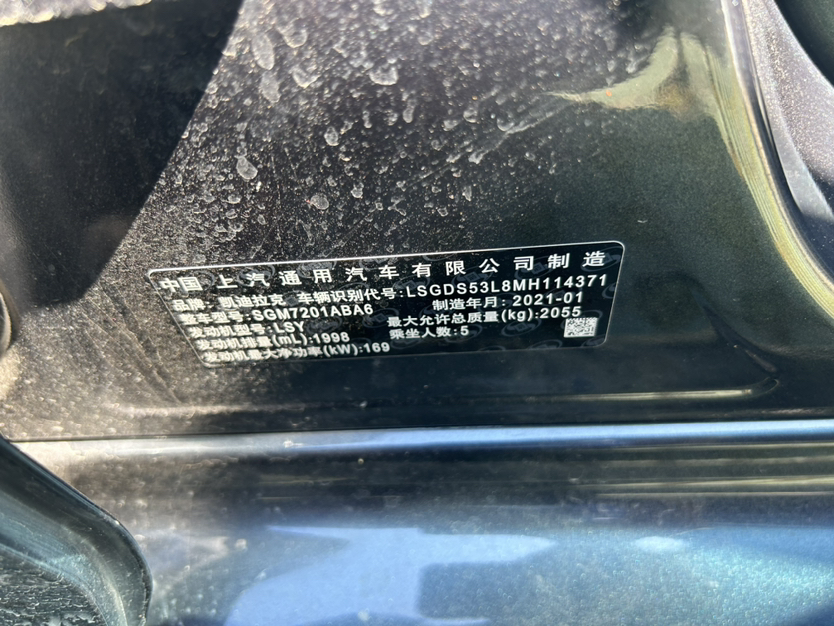 中国 上汽通用汽车有限公司制造
品牌: 凯迪拉克 车辆识别代号:LSGDS53L8MH114371
整车型号:SGM7201ABA6 制造年月:2021-01
发动机型号:LSY 最大允许总质量(kg):2055
发动机排量(mL):1998 乘坐人数:5
发动机最大净功率(kW):169